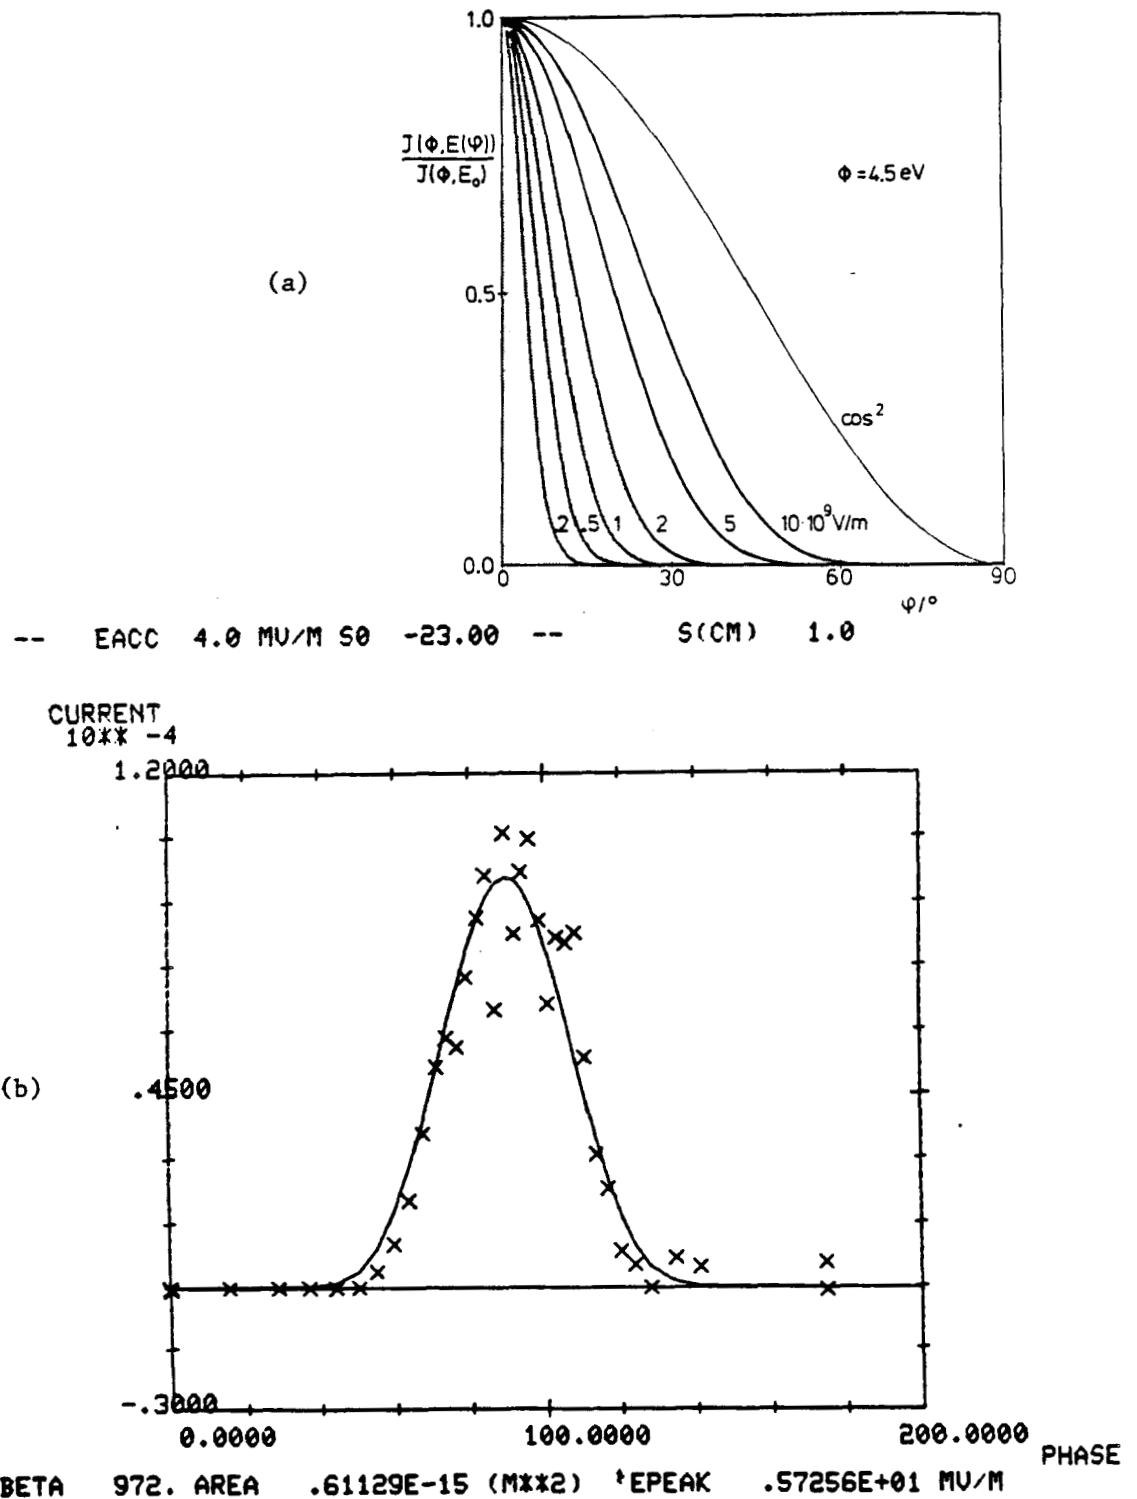 1.0
J(Φ,E(φ))
J(Φ,E₀)
Φ=4.5eV
(a)
0.5
cos²
.2 .5 1 2 5 10·10⁹V/m
0.0
0 30 60 90
φ/°
-- EACC 4.0 MV/M S0 -23.00 -- S(CM) 1.0
CURRENT
10** -4
1.2000
(b)
.4500
-.3000
0.0000 100.0000 200.0000
PHASE
BETA 972. AREA .61129E-15 (M**2) EPEAK .57256E+01 MV/M